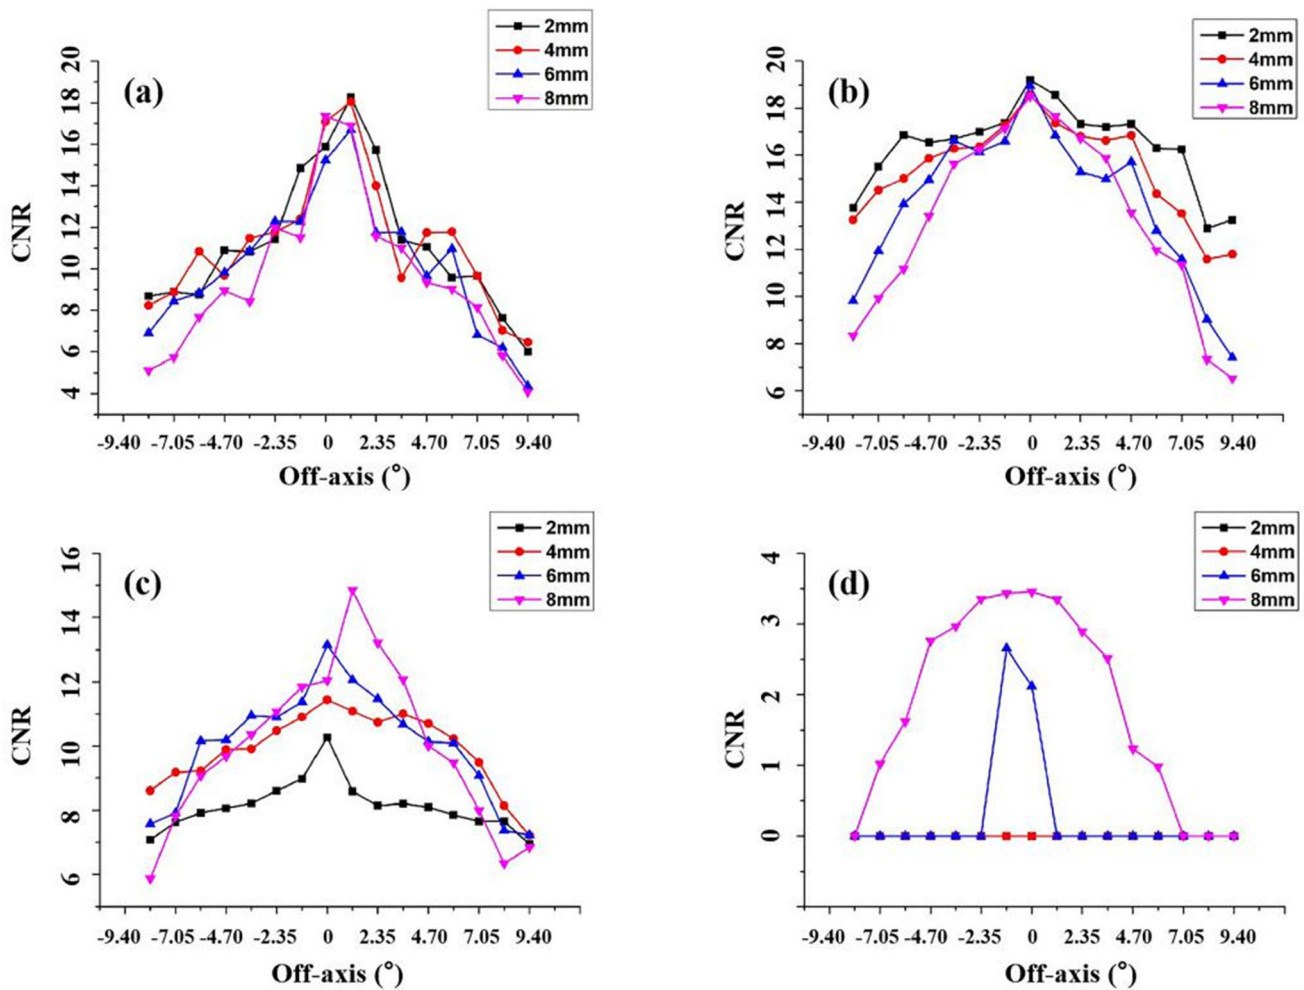 (a)
2mm
4mm
6mm
8mm
CNR
20
18
16
14
12
10
8
6
4
-9.40 -7.05 -4.70 -2.35 0 2.35 4.70 7.05 9.40
Off-axis (°)
(b)
2mm
4mm
6mm
8mm
CNR
20
18
16
14
12
10
8
6
-9.40 -7.05 -4.70 -2.35 0 2.35 4.70 7.05 9.40
Off-axis (°)
(c)
2mm
4mm
6mm
8mm
CNR
16
14
12
10
8
6
-9.40 -7.05 -4.70 -2.35 0 2.35 4.70 7.05 9.40
Off-axis (°)
(d)
2mm
4mm
6mm
8mm
CNR
4
3
2
1
0
-9.40 -7.05 -4.70 -2.35 0 2.35 4.70 7.05 9.40
Off-axis (°)